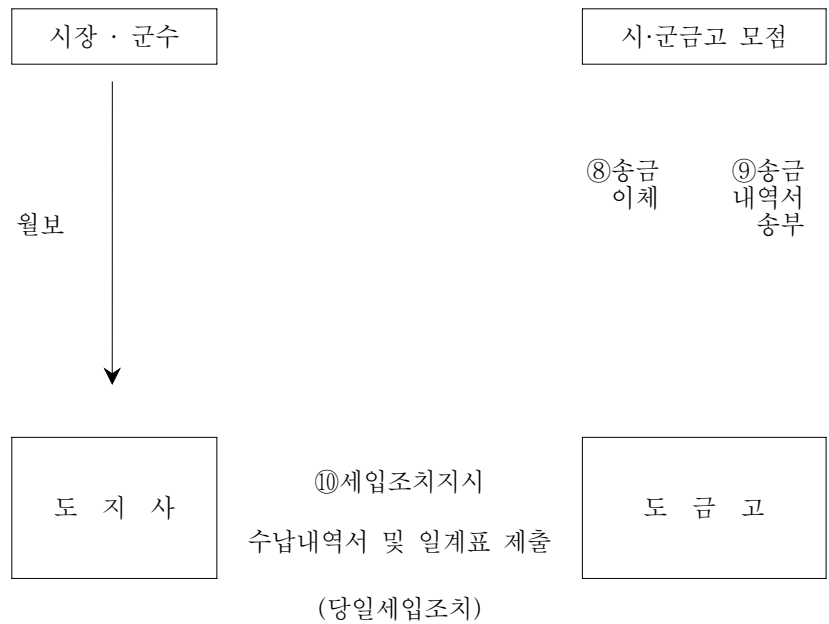 시장 · 군수
시·군금고 모점
⑧송금
이체
⑨송금
내역서
송부
월보
도 지 사
⑩세입조치지시
수납내역서 및 일계표 제출
(당일세입조치)
도 금 고